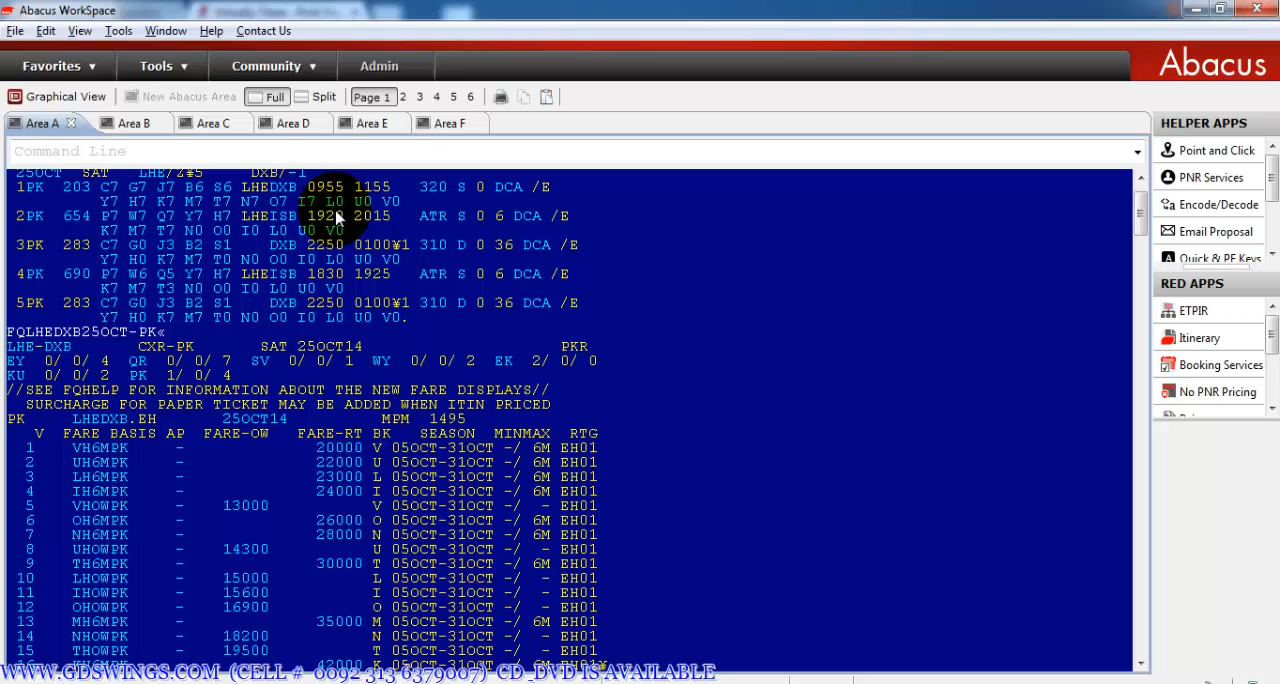 Abacus WorkSpace
File Edit View Tools Window Help Contact Us
Favorites Tools Community Admin
Abacus
Graphical View New Abacus Area Full Split Page 1 2 3 4 5 6
Area A Area B Area C Area D Area E Area F
Command Line
25OCT SAT LHE/Z¥5 DXB/-1
1PK 203 C7 G7 J7 B6 S6 LHEDXB 0955 1155 320 S 0 DCA /E
Y7 H7 K7 M7 T7 N7 O7 I7 L0 U0 V0
2PK 654 P7 W7 Q7 Y7 H7 LHEISB 1920 2015 ATR S 0 6 DCA /E
K7 M7 T7 N0 O0 I0 L0 U0 V0
3PK 283 C7 G0 J3 B2 S1 DXB 2250 0100¥1 310 D 0 36 DCA /E
Y7 H0 K7 M7 T0 N0 O0 I0 L0 U0 V0
4PK 690 P7 W6 Q5 Y7 H7 LHEISB 1830 1925 ATR S 0 6 DCA /E
K7 M7 T3 N0 O0 I0 L0 U0 V0
5PK 283 C7 G0 J3 B2 S1 DXB 2250 0100¥1 310 D 0 36 DCA /E
Y7 H0 K7 M7 T0 N0 O0 I0 L0 U0 V0.
FQLHEDXB25OCT-PK«
LHE-DXB CXR-PK SAT 25OCT14 PKR
EY 0/ 0/ 4 QR 0/ 0/ 7 SV 0/ 0/ 1 WY 0/ 0/ 2 EK 2/ 0/ 0
KU 0/ 0/ 2 PK 1/ 0/ 4
//SEE FQHELP FOR INFORMATION ABOUT THE NEW FARE DISPLAYS//
SURCHARGE FOR PAPER TICKET MAY BE ADDED WHEN ITIN PRICED
PK LHEDXB.EH 25OCT14 MPM 1495
V FARE BASIS AP FARE-OW FARE-RT BK SEASON MINMAX RTG
1 VH6MPK - 20000 V 05OCT-31OCT -/ 6M EH01
2 UH6MPK - 22000 U 05OCT-31OCT -/ 6M EH01
3 LH6MPK - 23000 L 05OCT-31OCT -/ 6M EH01
4 IH6MPK - 24000 I 05OCT-31OCT -/ 6M EH01
5 VHOWPK - 13000 V 05OCT-31OCT -/ - EH01
6 OH6MPK - 26000 O 05OCT-31OCT -/ 6M EH01
7 NH6MPK - 28000 N 05OCT-31OCT -/ 6M EH01
8 UHOWPK - 14300 U 05OCT-31OCT -/ - EH01
9 TH6MPK - 30000 T 05OCT-31OCT -/ 6M EH01
10 LHOWPK - 15000 L 05OCT-31OCT -/ - EH01
11 IHOWPK - 15600 I 05OCT-31OCT -/ - EH01
12 OHOWPK - 16900 O 05OCT-31OCT -/ - EH01
13 MH6MPK - 35000 M 05OCT-31OCT -/ 6M EH01
14 NHOWPK - 18200 N 05OCT-31OCT -/ - EH01
15 THOWPK - 19500 T 05OCT-31OCT -/ - EH01
WWW.GDSWINGS.COM (CELL # 0092 313 6379007) CD_DVD IS AVAILABLE
HELPER APPS
Point and Click
PNR Services
Encode/Decode
Email Proposal
Quick & PF Keys
RED APPS
ETPIR
Itinerary
Booking Services
No PNR Pricing